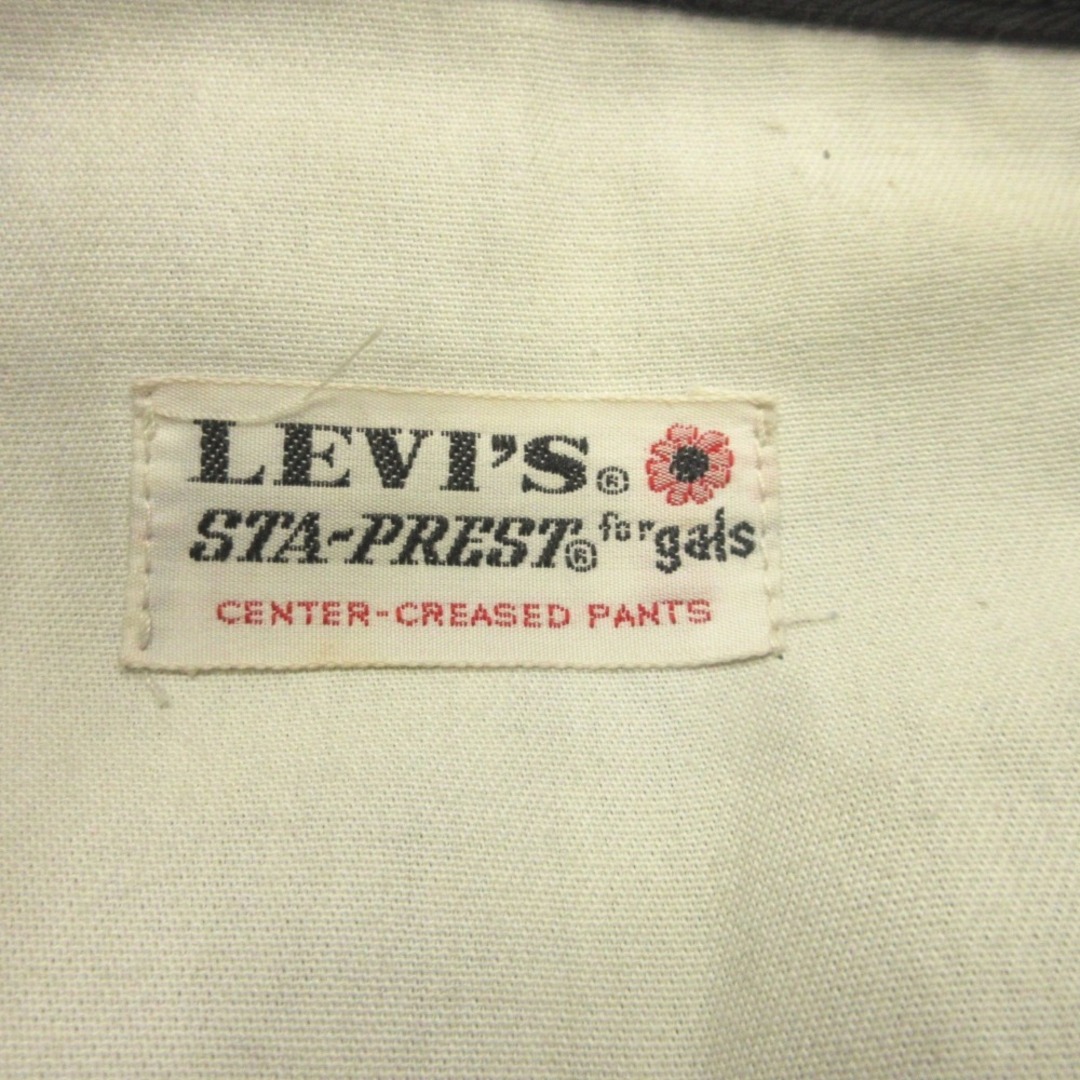 LEVI'S®
STA-PREST® for gals
CENTER-CREASED PANTS